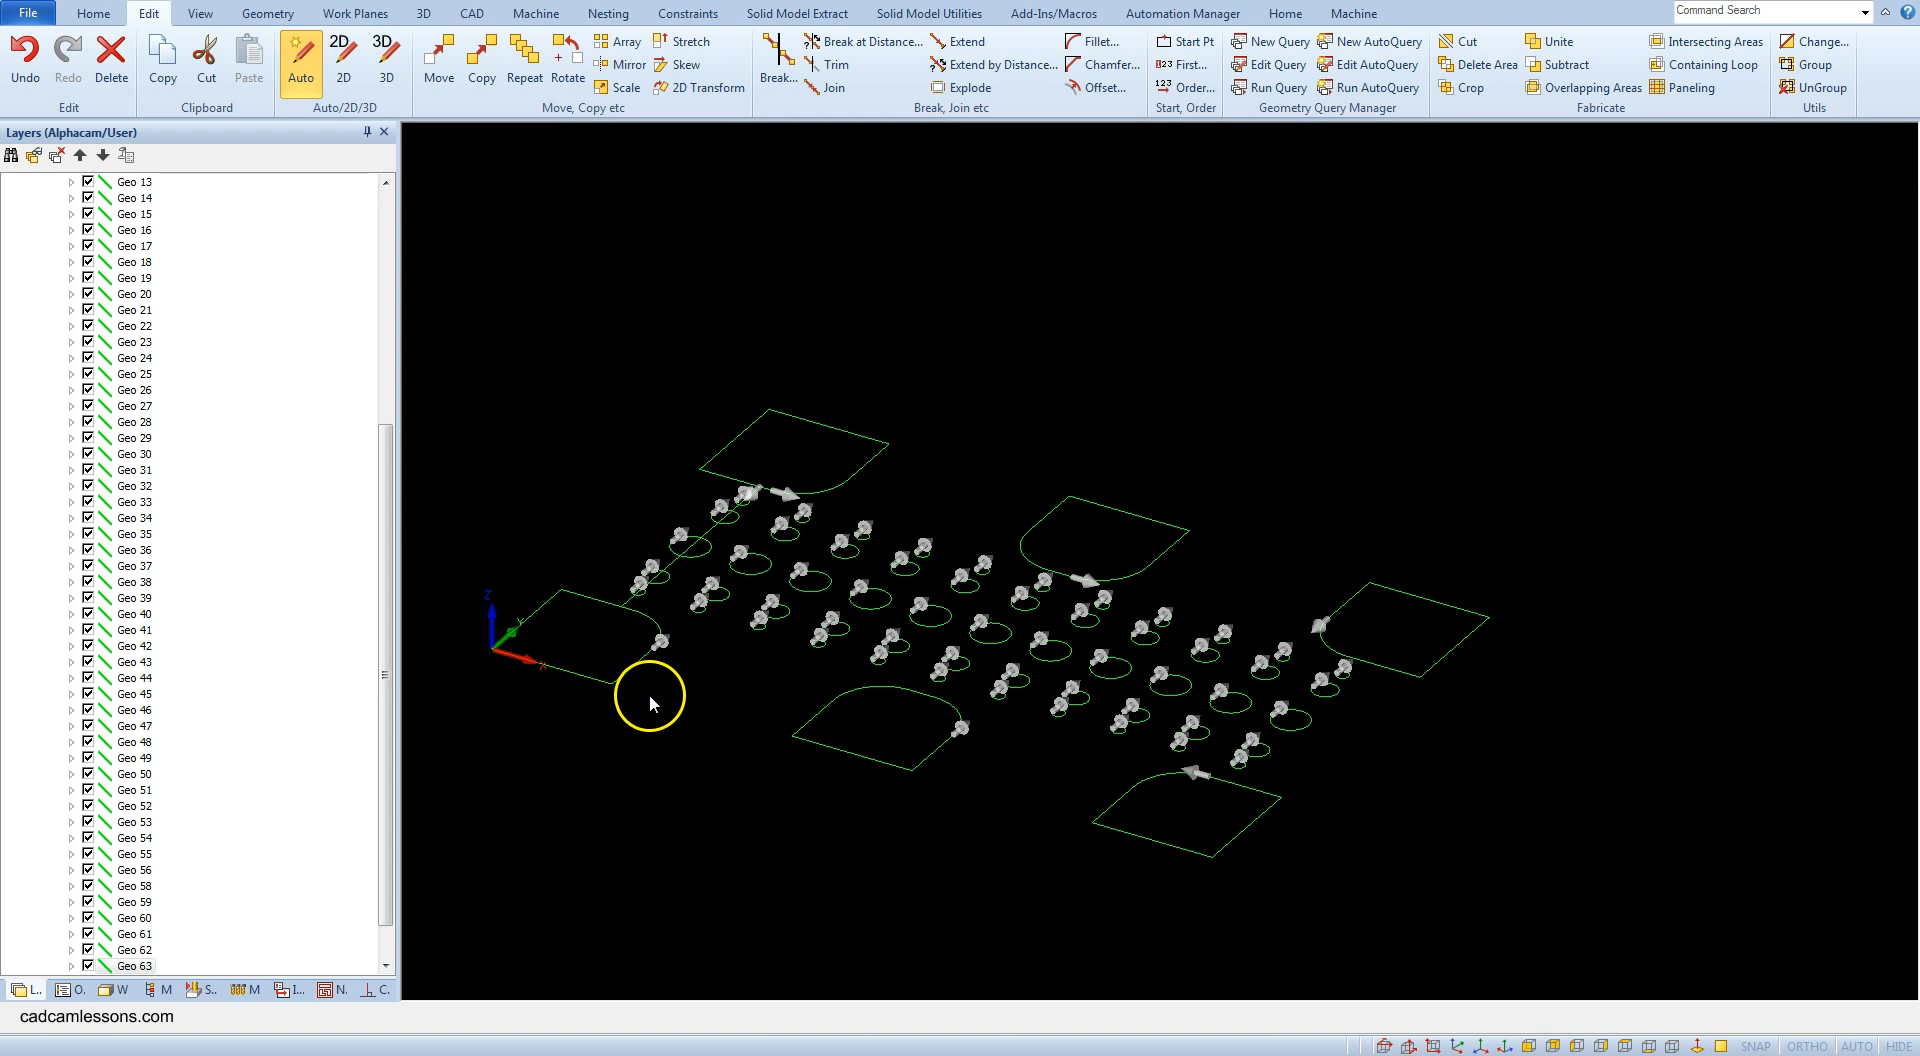 File Home Edit View Geometry Work Planes 3D CAD Machine Nesting Constraints Solid Model Extract Solid Model Utilities Add-Ins/Macros Automation Manager Home Machine Command Search
2D 3D Array Stretch Break at Distance... Extend Fillet... Start Pt New Query New AutoQuery Cut Unite Intersecting Areas Change...
Mirror Skew Trim Extend by Distance... Chamfer... 123 First... Edit Query Edit AutoQuery Delete Area Subtract Containing Loop Group
Undo Redo Delete Copy Cut Paste Auto 2D 3D Move Copy Repeat Rotate Break...
Scale 2D Transform Join Explode Offset... 123 Order... Run Query Run AutoQuery Crop Overlapping Areas Paneling UnGroup
Edit Clipboard Auto/2D/3D Move, Copy etc Break, Join etc Start, Order Geometry Query Manager Fabricate Utils
Layers (Alphacam/User)
Geo 13
Geo 14
Geo 15
Geo 16
Geo 17
Geo 18
Geo 19
Geo 20
Geo 21
Geo 22
Geo 23
Geo 24
Geo 25
Geo 26
Geo 27
Geo 28
Geo 29
Geo 30
Geo 31
Geo 32
Geo 33
Geo 34
Geo 35
Geo 36
Geo 37
Geo 38
Geo 39
Geo 40
Geo 41
Geo 42
Geo 43
Geo 44
Geo 45
Geo 46
Geo 47
Geo 48
Geo 49
Geo 50
Geo 51
Geo 52
Geo 53
Geo 54
Geo 55
Geo 56
Geo 58
Geo 59
Geo 60
Geo 61
Geo 62
Geo 63
Z
Y
X
L.. O. W M S.. M I... N. C.
cadcamlessons.com
SNAP ORTHO AUTO HIDE